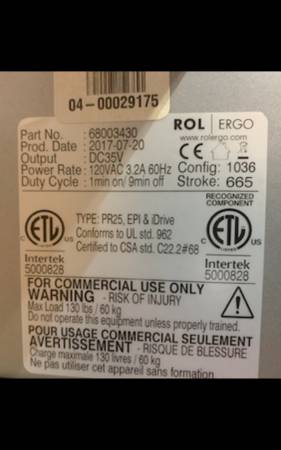 04-00029175
Part No. : 68003430
Prod. Date : 2017-07-20
Output : DC35V
Power Rate : 120VAC 3.2A 60Hz
Duty Cycle : 1min on/ 9min off
ROL ERGO
www.rolergo.com
Config: 1036
Stroke: 665
RECOGNIZED
COMPONENT
ETL
C US
Intertek
5000828
TYPE: PR25, EPI & iDrive
Conforms to UL std. 962
Certified to CSA std. C22.2#68
ETL
C US
Intertek
5000828
FOR COMMERCIAL USE ONLY
WARNING - RISK OF INJURY
Max Load 130 lbs / 60 kg
Do not operate this equipment unless properly trained.
POUR USAGE COMMERCIAL SEULEMENT
AVERTISSEMENT - RISQUE DE BLESSURE
Charge maximale 130 livres / 60 kg
Ne pas utiliser cet appareil sans formation.